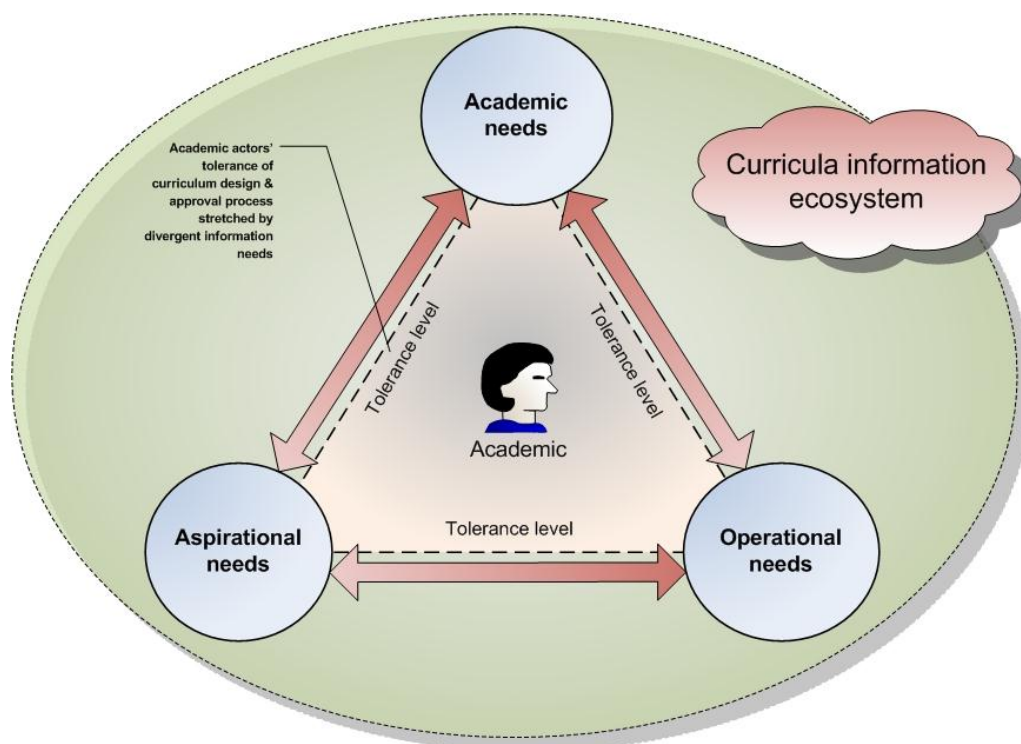 Academic
needs
Academic actors'
tolerance of
curriculum design &
approval process
stretched by
divergent information
needs
Curricula information
ecosystem
Tolerance level
Tolerance level
Academic
Aspirational
needs
Tolerance level
Operational
needs